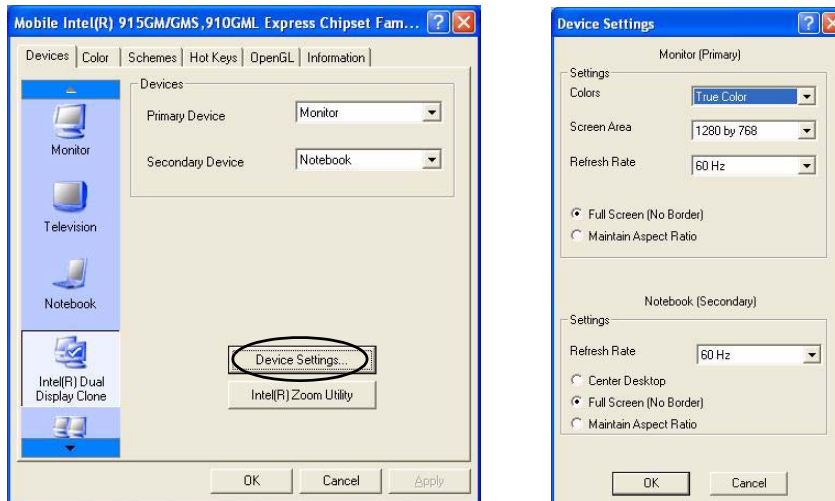 Mobile Intel(R) 915GM/GMS,910GML Express Chipset Fam...
Devices
Color
Schemes
Hot Keys
OpenGL
Information
Monitor
Television
Notebook
Intel(R) Dual
Display Clone
Devices
Primary Device
Monitor
Secondary Device
Notebook
Device Settings...
Intel(R) Zoom Utility
OK
Cancel
Apply
Device Settings
Monitor (Primary)
Settings
Colors
True Color
Screen Area
1280 by 768
Refresh Rate
60 Hz
Full Screen (No Border)
Maintain Aspect Ratio
Notebook (Secondary)
Settings
Refresh Rate
60 Hz
Center Desktop
Full Screen (No Border)
Maintain Aspect Ratio
OK
Cancel